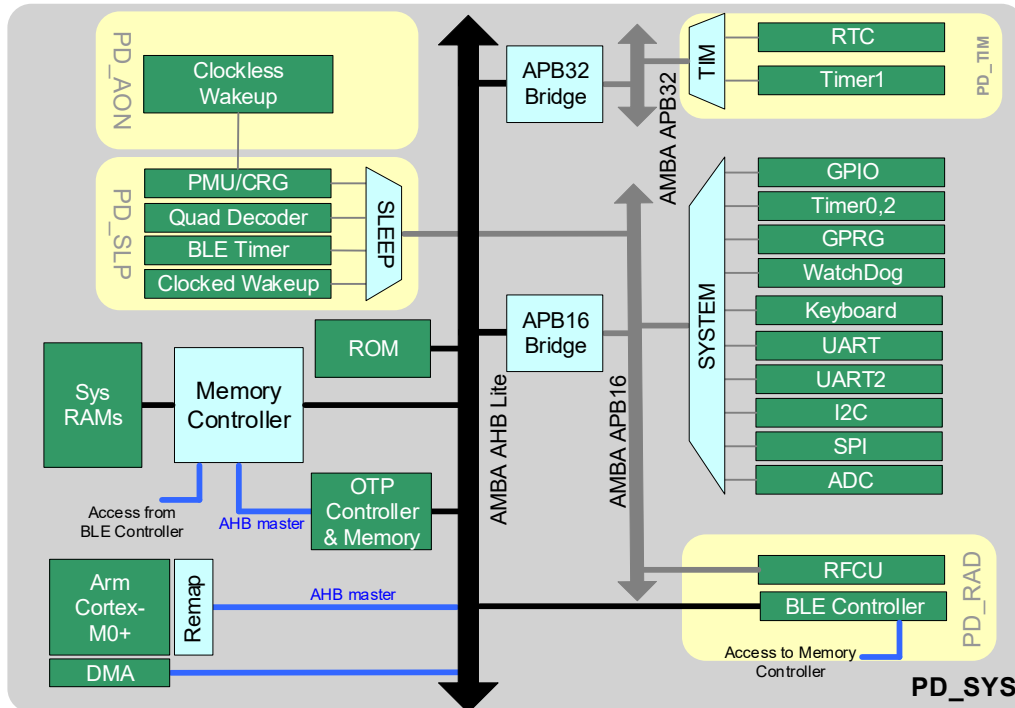 PD_AON
Clockless
Wakeup
PD_SLP
PMU/CRG
Quad Decoder
BLE Timer
Clocked Wakeup
SLEEP
ROM
Sys
RAMs
Memory
Controller
Access from
BLE Controller
AHB master
OTP
Controller
& Memory
Arm
Cortex-
M0+
Remap
AHB master
DMA
AMBA AHB Lite
APB32
Bridge
AMBA APB32
TIM
RTC
Timer1
PD_TIM
APB16
Bridge
AMBA APB16
SYSTEM
GPIO
Timer0,2
GPRG
WatchDog
Keyboard
UART
UART2
I2C
SPI
ADC
RFCU
BLE Controller
PD_RAD
Access to Memory
Controller
PD_SYS